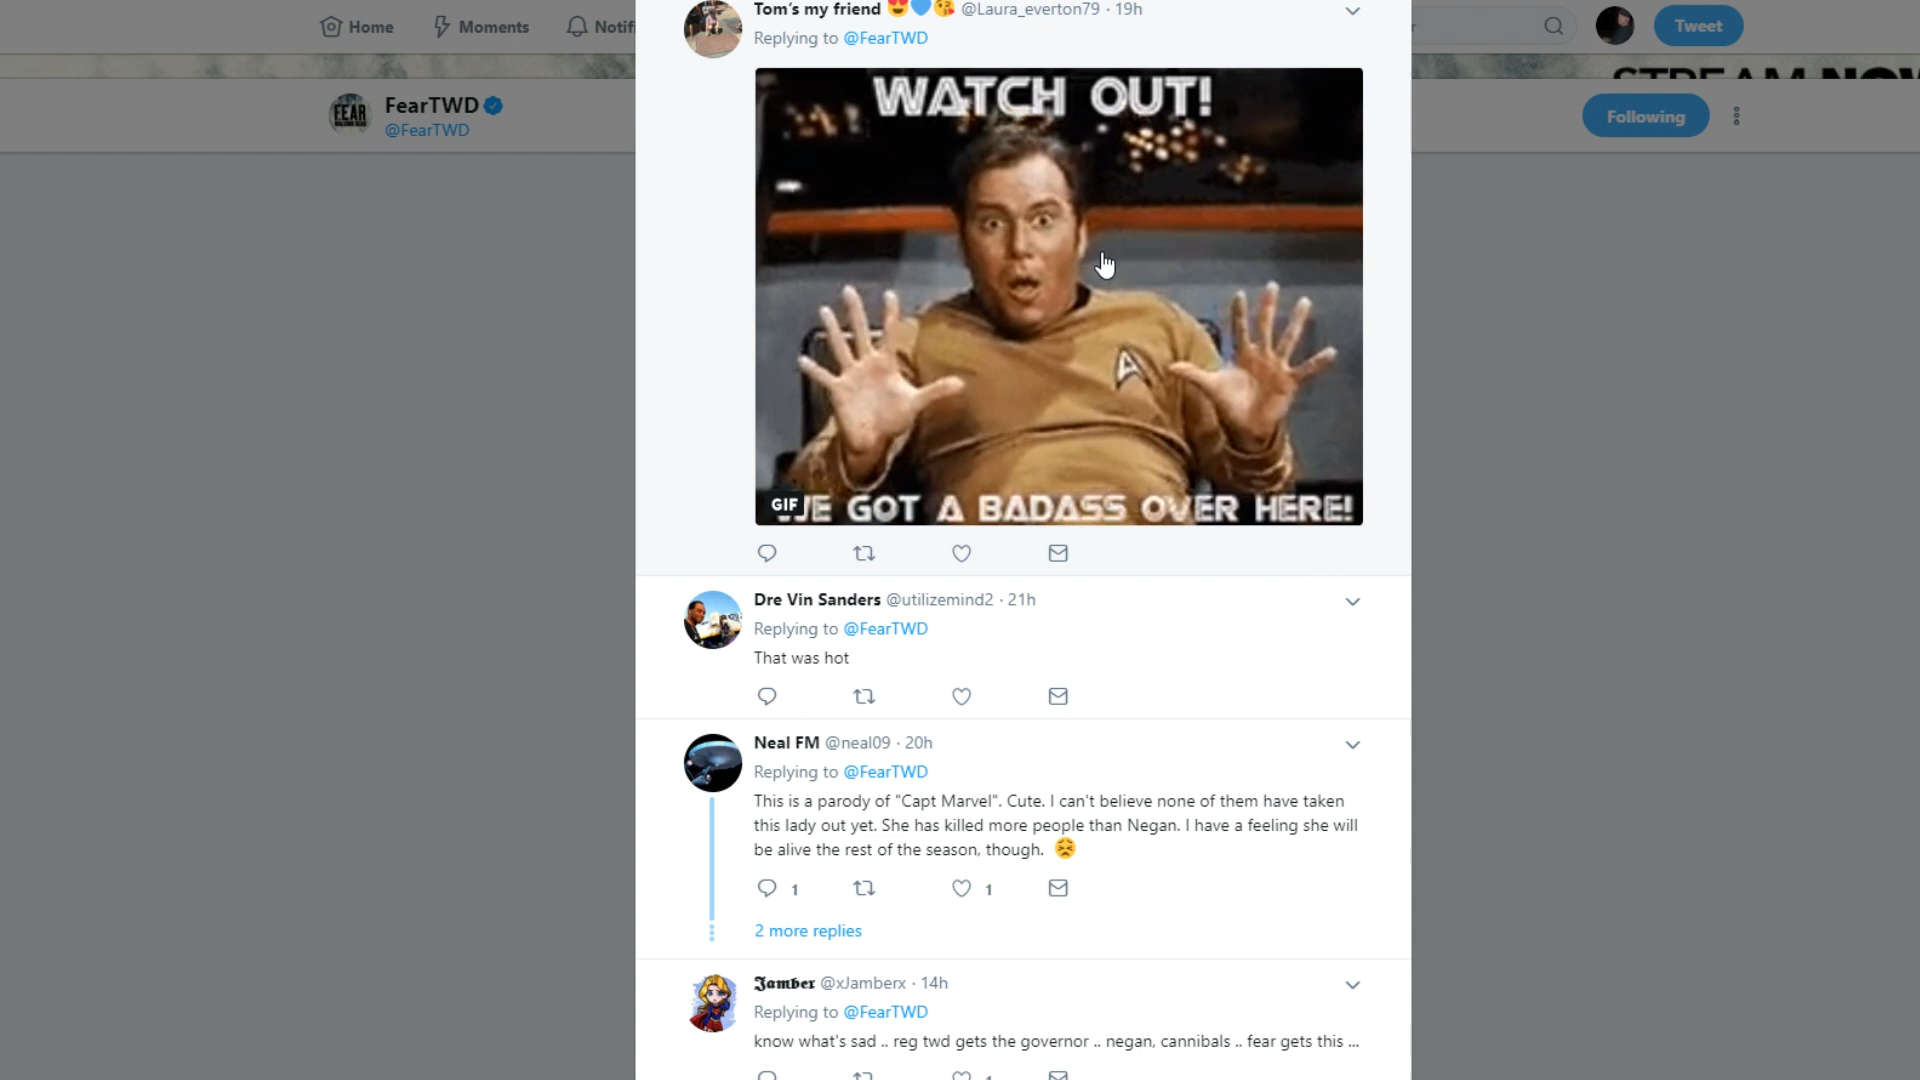 Tom's my friend 😍💙😘 @Laura_everton79 · 19h
Home
Moments
Notifi
Tweet
Replying to @FearTWD
FEAR
FearTWD
@FearTWD
Following
WATCH OUT!
WE GOT A BADASS OVER HERE!
GIF
Dre Vin Sanders @utilizemind2 · 21h
Replying to @FearTWD
That was hot
Neal FM @neal09 · 20h
Replying to @FearTWD
This is a parody of "Capt Marvel". Cute. I can't believe none of them have taken
this lady out yet. She has killed more people than Negan. I have a feeling she will
be alive the rest of the season, though. 😣
1 1
2 more replies
𝕵𝖆𝖒𝖇𝖊𝖗 @xJamberx · 14h
Replying to @FearTWD
know what's sad .. reg twd gets the governor .. negan, cannibals .. fear gets this ...